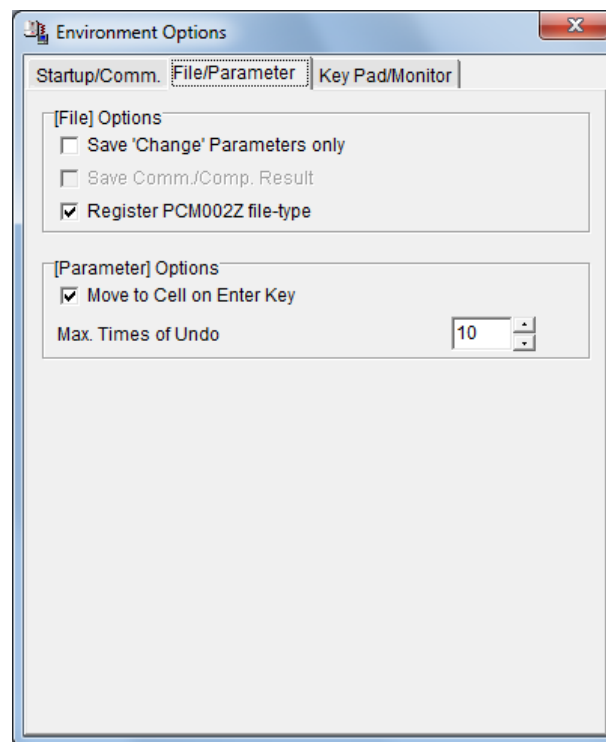 Environment Options
Startup/Comm. File/Parameter Key Pad/Monitor
[File] Options
Save 'Change' Parameters only
Save Comm./Comp. Result
Register PCM002Z file-type
[Parameter] Options
Move to Cell on Enter Key
Max. Times of Undo 10